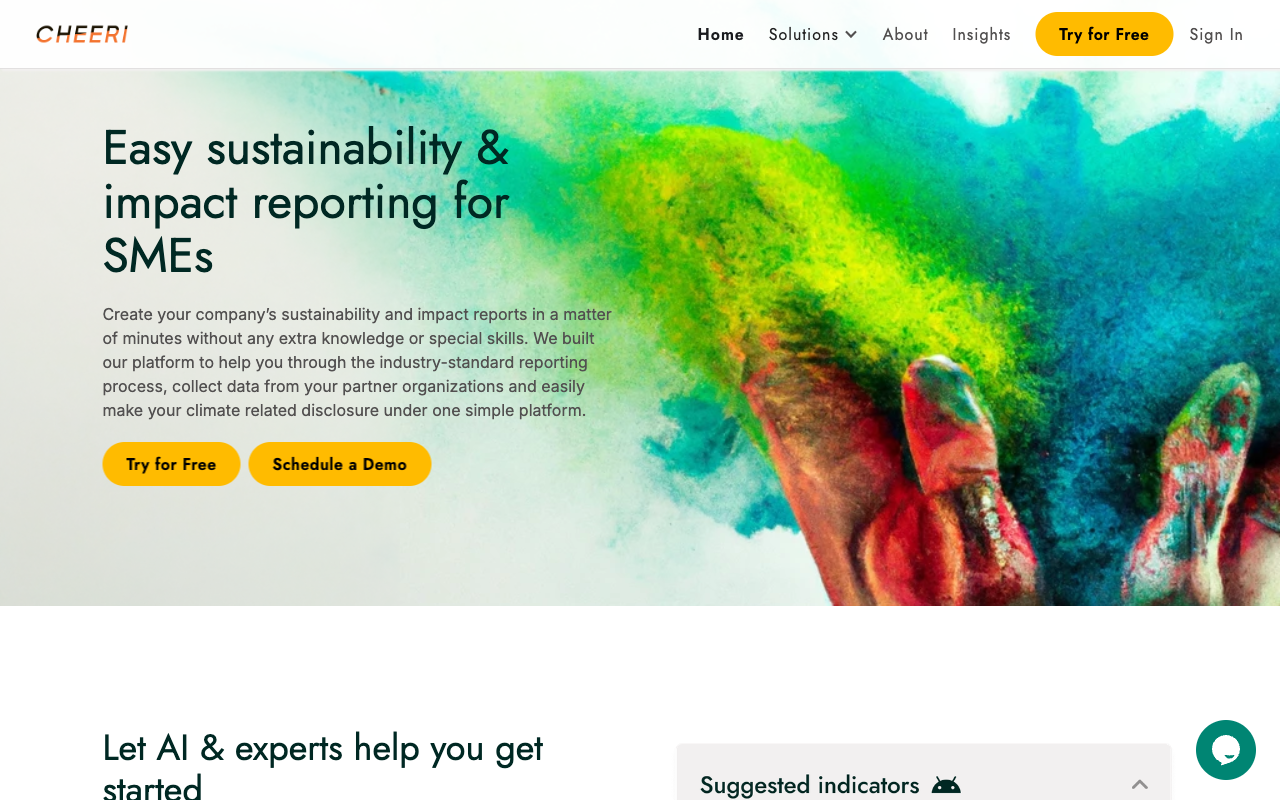 CHEERI
Home
Solutions
About
Insights
Try for Free
Sign In
Easy sustainability &
impact reporting for
SMEs
Create your company's sustainability and impact reports in a matter
of minutes without any extra knowledge or special skills. We built
our platform to help you through the industry-standard reporting
process, collect data from your partner organizations and easily
make your climate related disclosure under one simple platform.
Try for Free
Schedule a Demo
Let AI & experts help you get
started
Suggested indicators